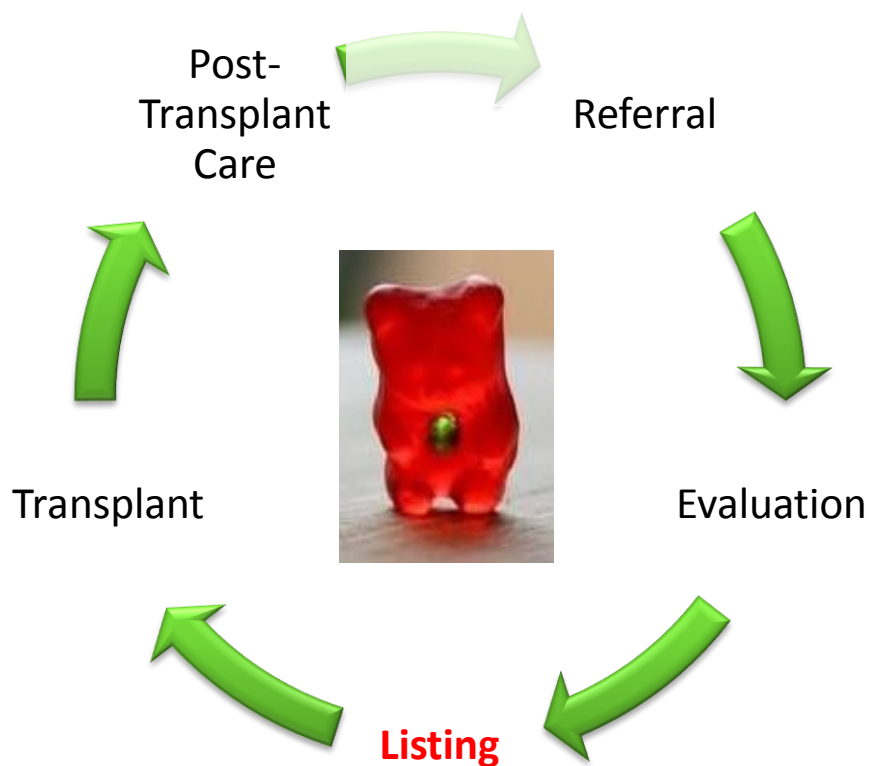 Post-
Transplant
Care
Referral
Transplant
Evaluation
Listing